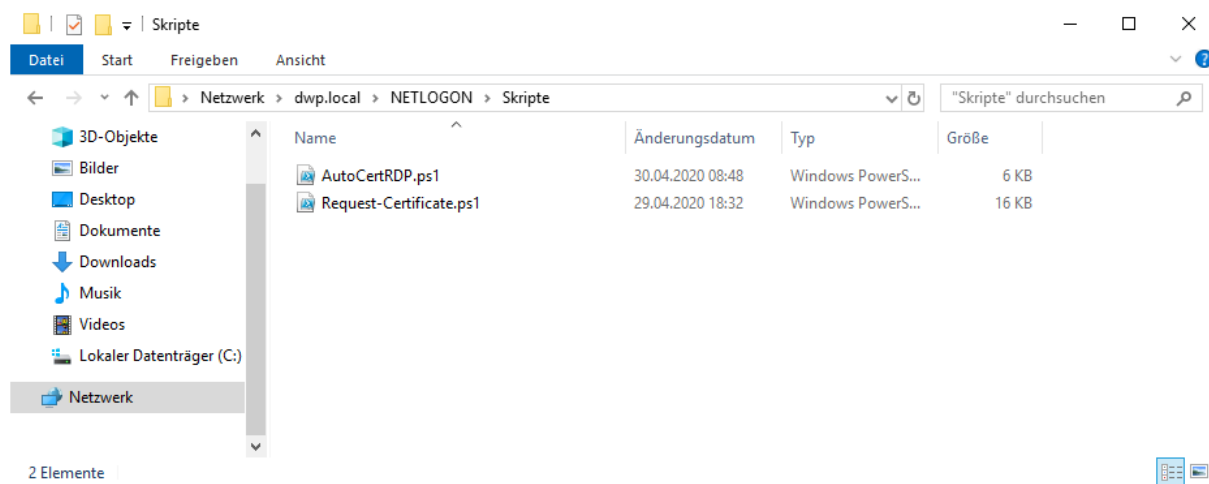 Skripte
Datei Start Freigeben Ansicht
Netzwerk > dwp.local > NETLOGON > Skripte "Skripte" durchsuchen
3D-Objekte
Bilder
Desktop
Dokumente
Downloads
Musik
Videos
Lokaler Datenträger (C:)
Netzwerk
Name Änderungsdatum Typ Größe
AutoCertRDP.ps1 30.04.2020 08:48 Windows PowerS... 6 KB
Request-Certificate.ps1 29.04.2020 18:32 Windows PowerS... 16 KB
2 Elemente